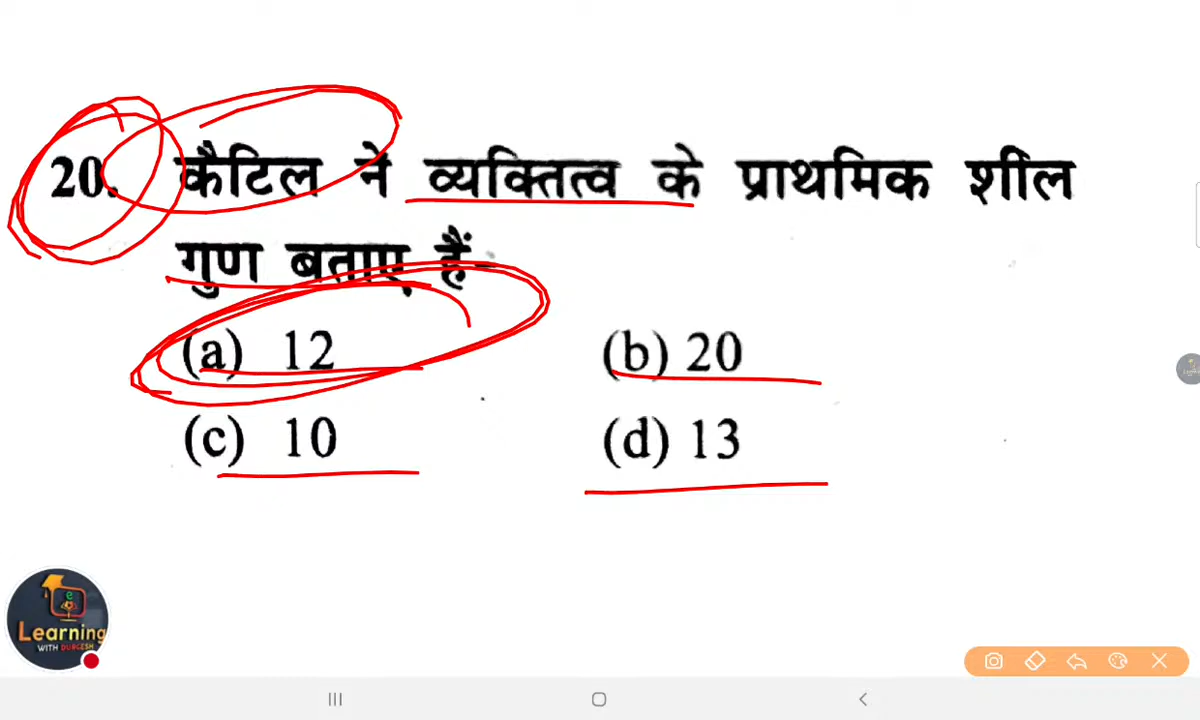 20. कैटिल ने व्यक्तित्व के प्राथमिक शील
गुण बताए हैं-
(a) 12 (b) 20
(c) 10 (d) 13
e
Learning
WITH DURGESH